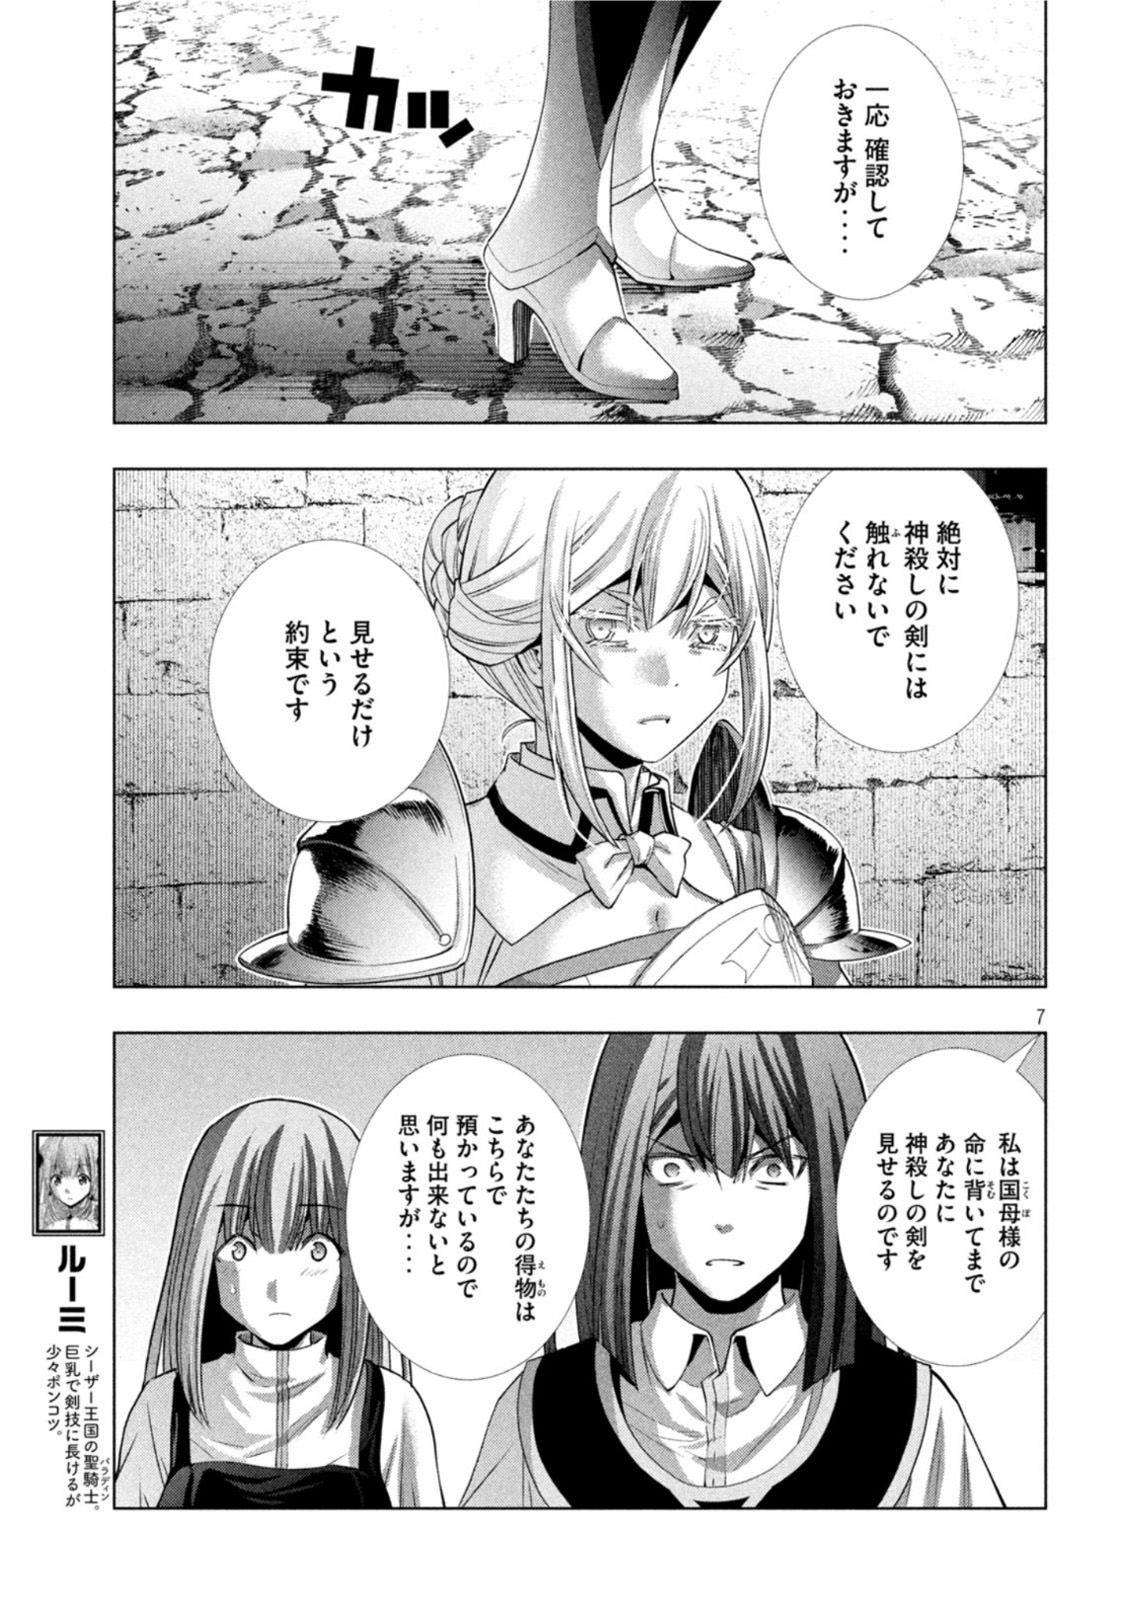 一応 確認して
おきますが‥‥
カッ
絶対に
神殺しの剣には
触れないで
ください
見せるだけ
という
約束です
7
私は国母様の
命に背いてまで
あなたに
神殺しの剣を
見せるのです
あなたたちの得物は
こちらで
預かっているので
何も出来ないと
思いますが‥‥
ルーミ
シーザー王国の聖騎士。
巨乳で剣技に長けるが
少々ポンコツ。